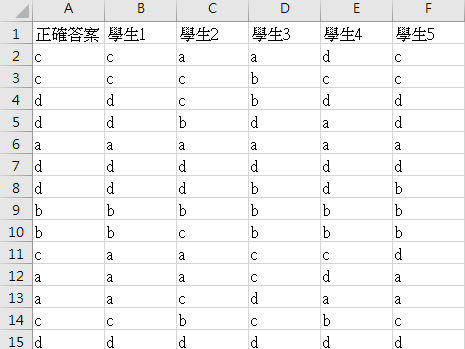 A B C D E F
1 正確答案 學生1 學生2 學生3 學生4 學生5
2 c c a a d c
3 c c c b c c
4 d d c b d d
5 d d b d a d
6 a a a a a a
7 d d d d d d
8 d d d b d b
9 b b b b b b
10 b b c b b b
11 c a a c c d
12 a a a c d a
13 a a c d a a
14 c c b c b c
15 d d d d d d